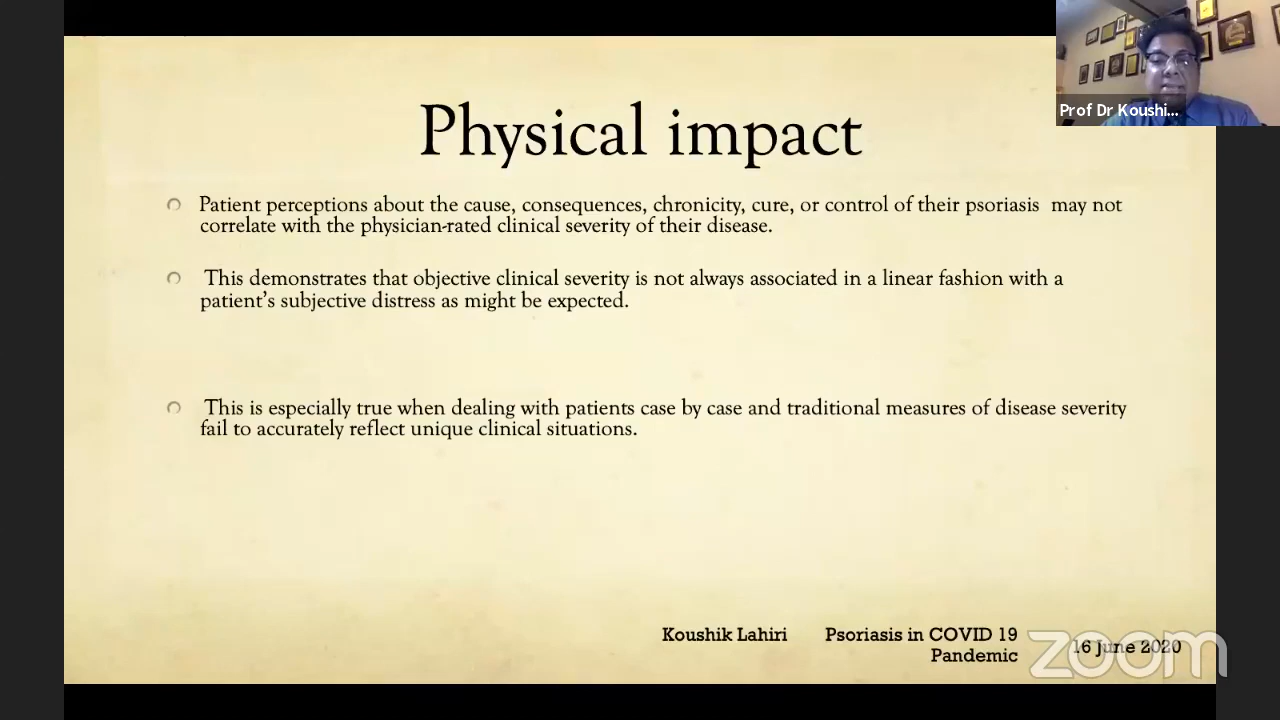 Prof Dr Koushi...
Physical impact
Patient perceptions about the cause, consequences, chronicity, cure, or control of their psoriasis may not
correlate with the physician-rated clinical severity of their disease.
This demonstrates that objective clinical severity is not always associated in a linear fashion with a
patient's subjective distress as might be expected.
This is especially true when dealing with patients case by case and traditional measures of disease severity
fail to accurately reflect unique clinical situations.
Koushik Lahiri
Psoriasis in COVID 19
Pandemic
16 June 2020
zoom